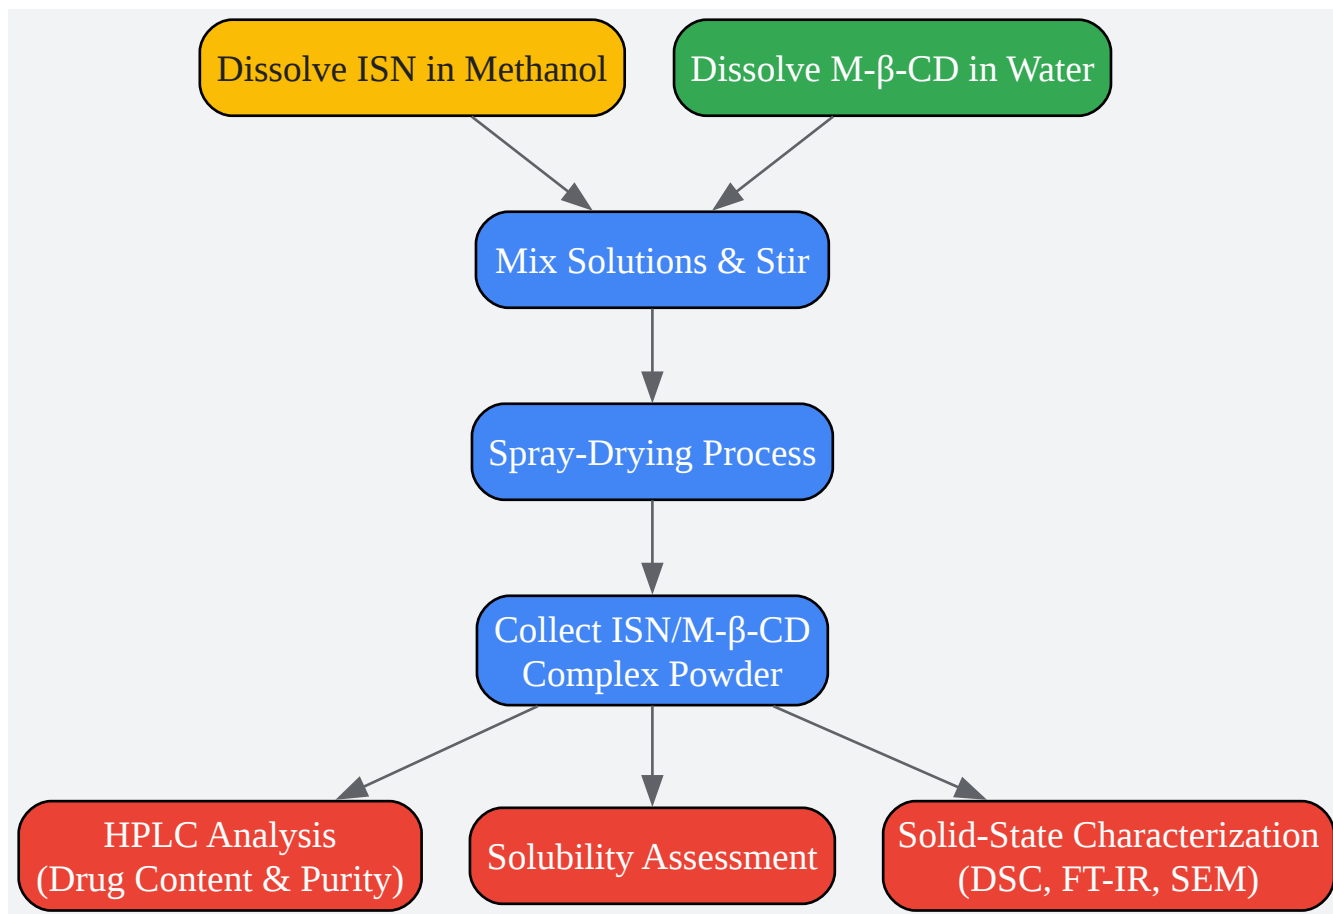 Dissolve ISN in Methanol
Dissolve M-β-CD in Water
Mix Solutions & Stir
Spray-Drying Process
Collect ISN/M-β-CD
Complex Powder
HPLC Analysis
(Drug Content & Purity)
Solubility Assessment
Solid-State Characterization
(DSC, FT-IR, SEM)